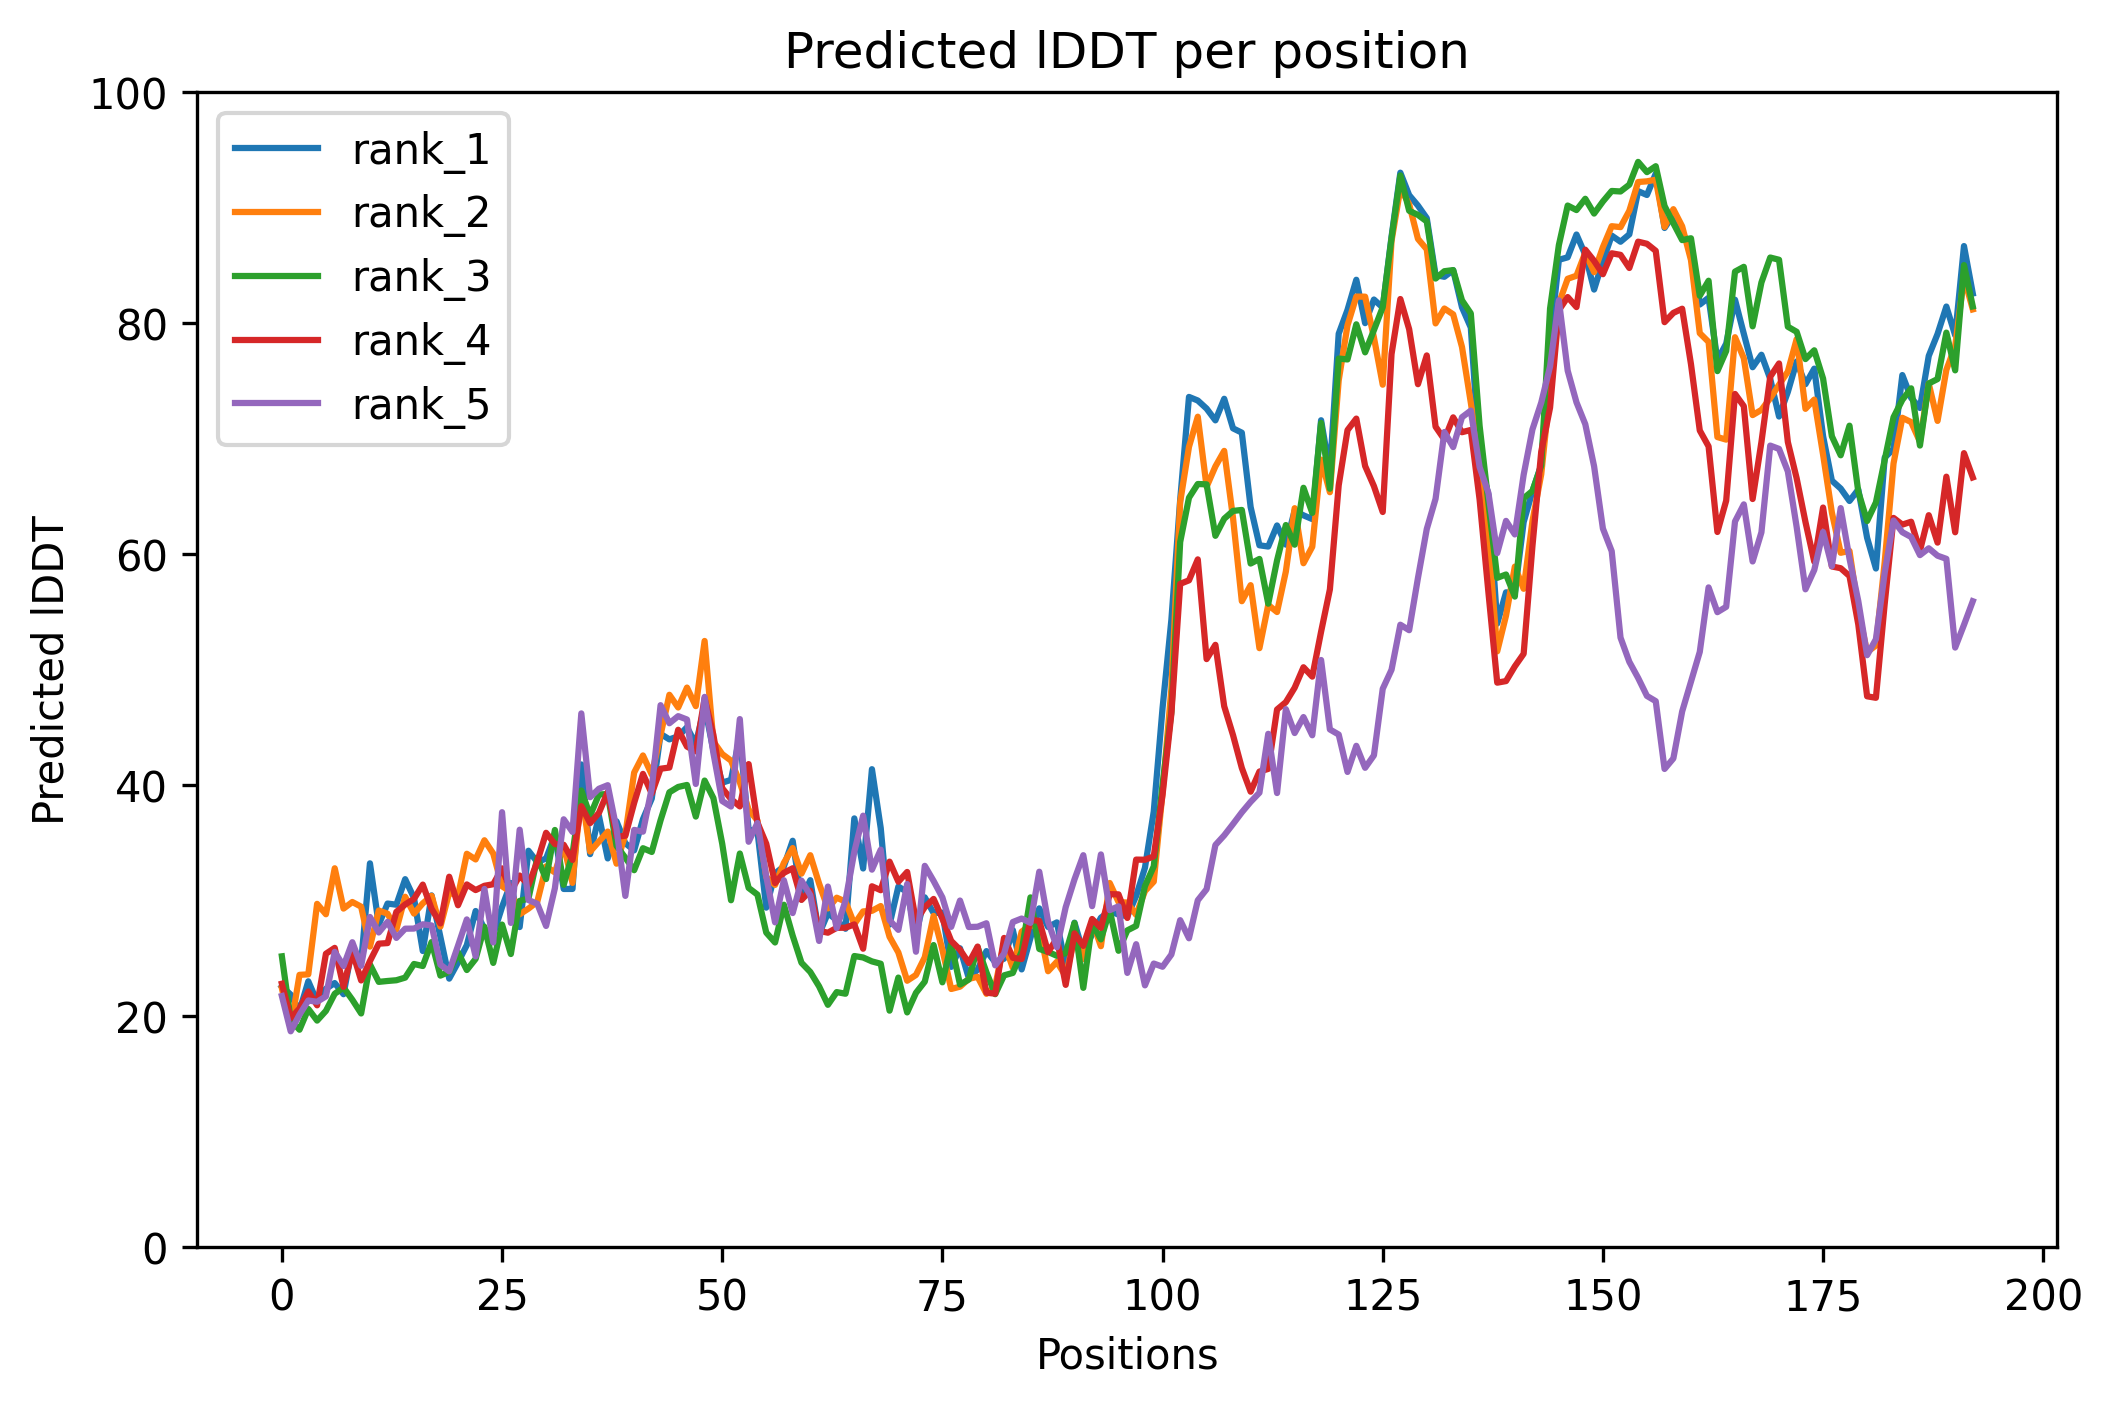 Predicted lDDT per position
100
80
60
40
20
0
Predicted lDDT
rank_1
rank_2
rank_3
rank_4
rank_5
0 25 50 75 100 125 150 175 200
Positions